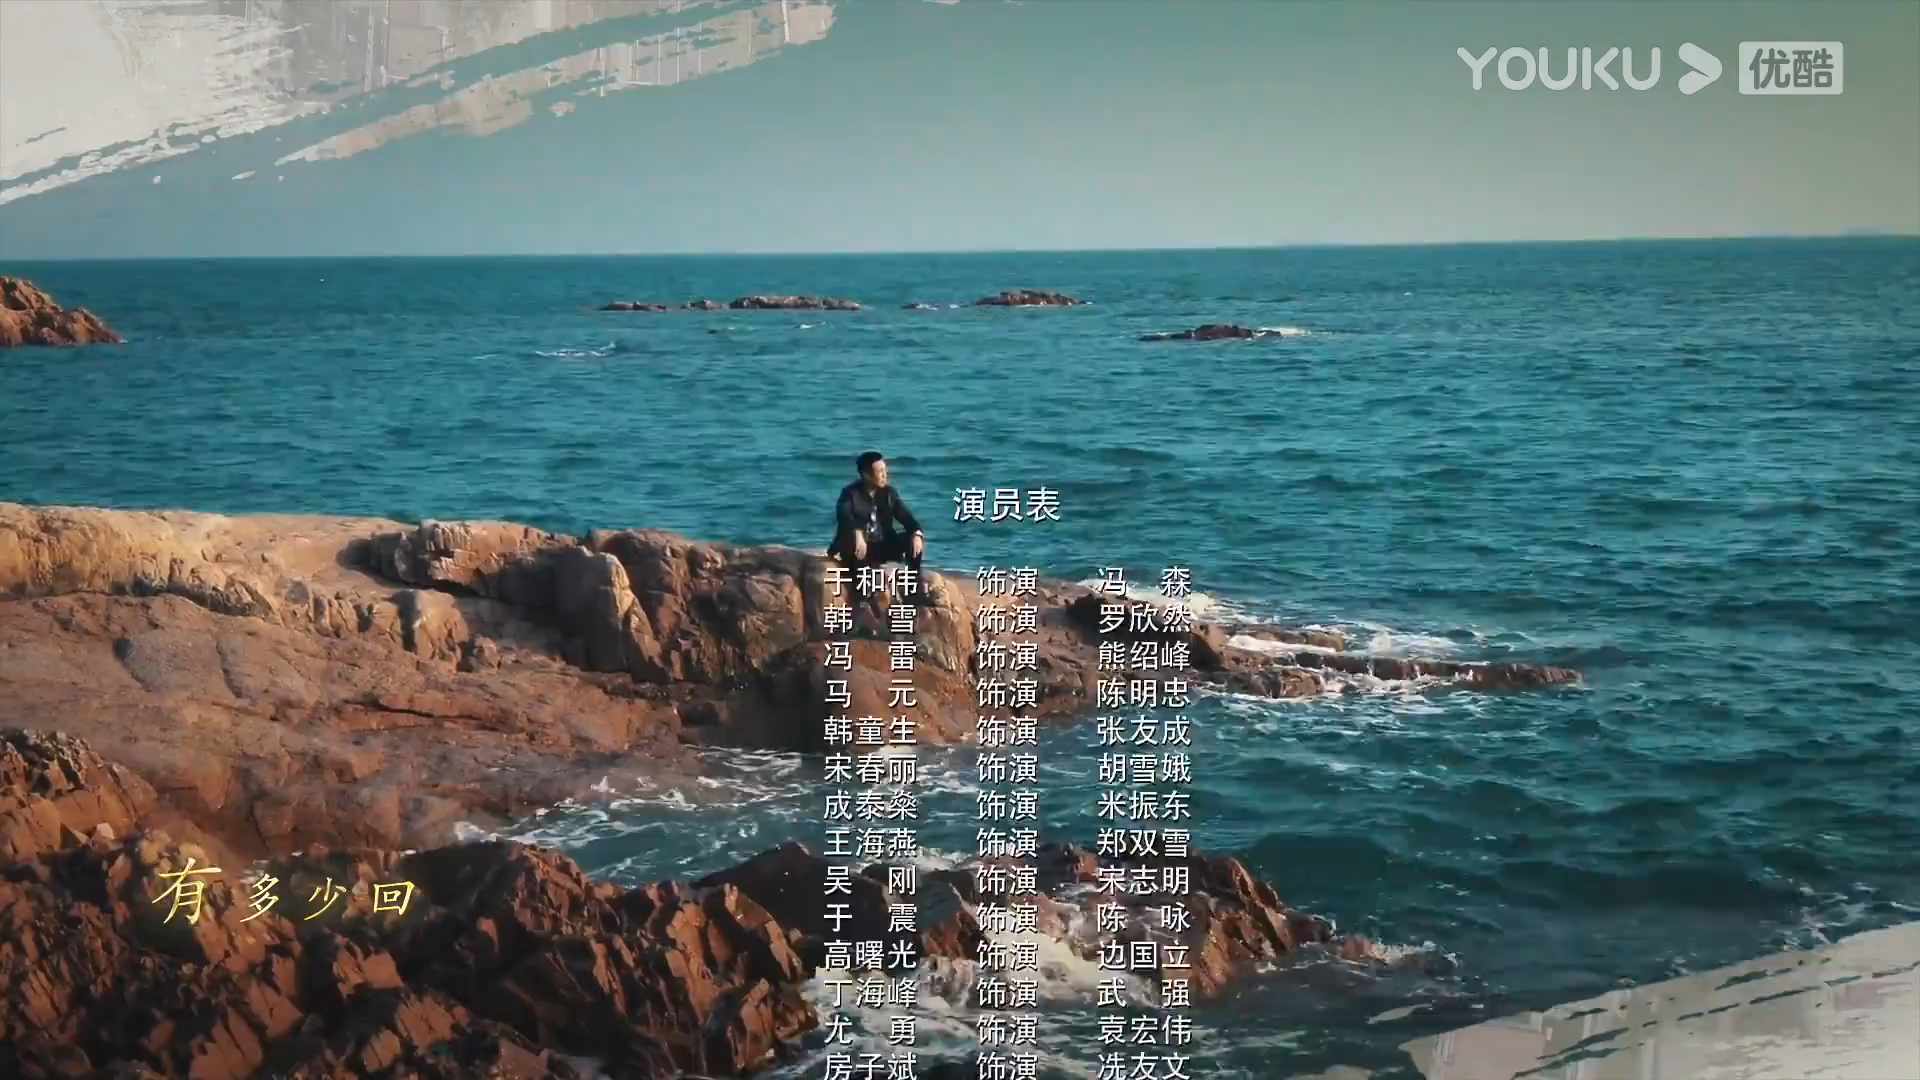 YOUKU 优酷
演员表
于和伟 饰演 冯森
韩雪 饰演 罗欣然
冯雷 饰演 熊绍峰
马元 饰演 陈明忠
韩童生 饰演 张友成
宋春丽 饰演 胡雪娥
成泰燊 饰演 米振东
王海燕 饰演 郑双雪
吴刚 饰演 宋志明
于震 饰演 陈咏
高曙光 饰演 边国立
丁海峰 饰演 武强
尤勇 饰演 袁宏伟
房子斌 饰演 冼友文
有多少回